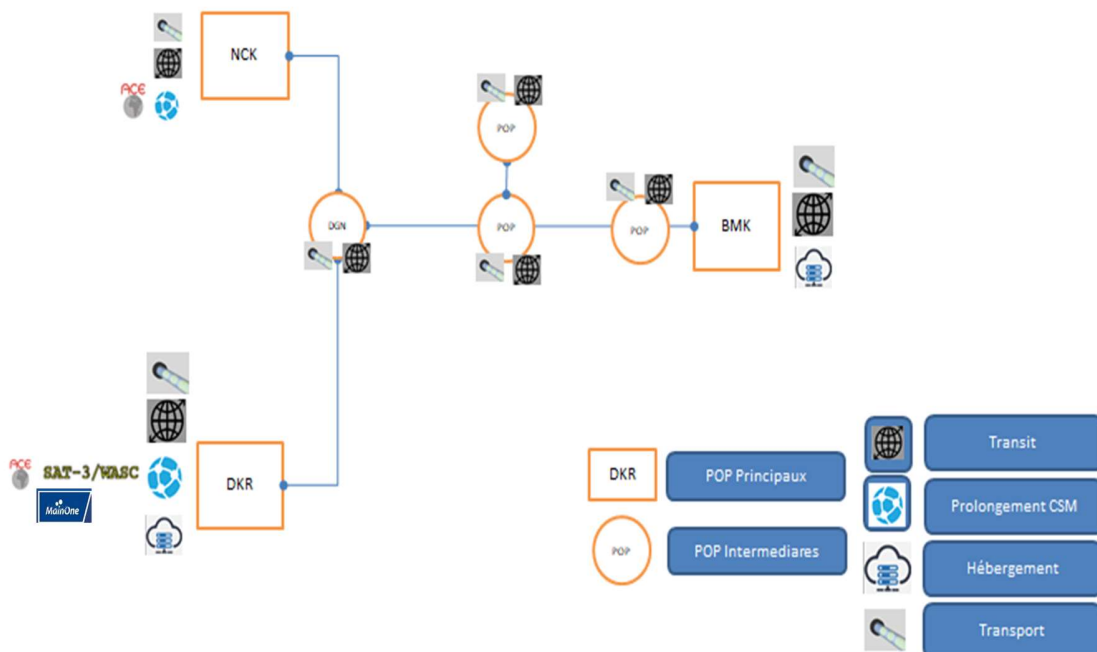 NCK
ACE
POP
DGN
POP
POP
BMK
ACE
SAT-3/WASC
MainOne
DKR
DKR
POP Principaux
POP
POP Intermediares
Transit
Prolongement CSM
Hébergement
Transport